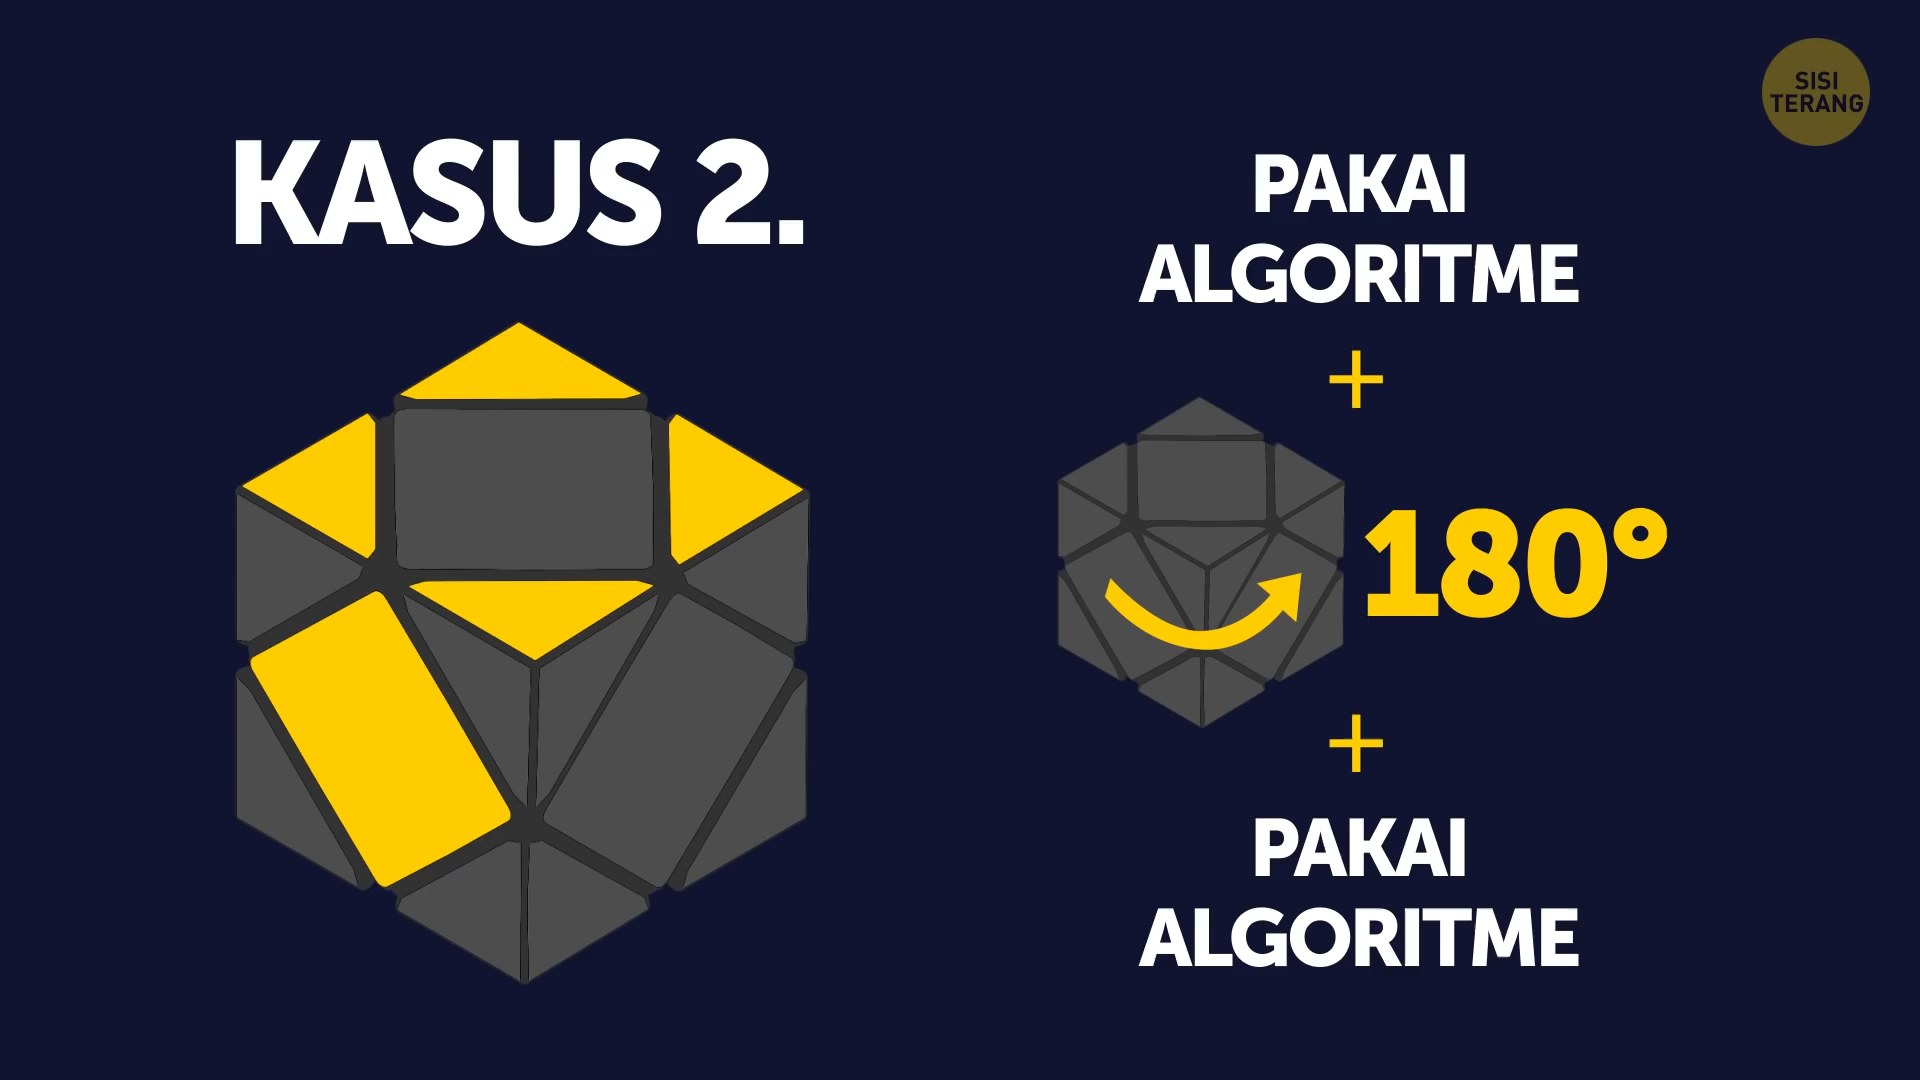 KASUS 2.
PAKAI
ALGORITME
+
180°
+
PAKAI
ALGORITME
SISI
TERANG